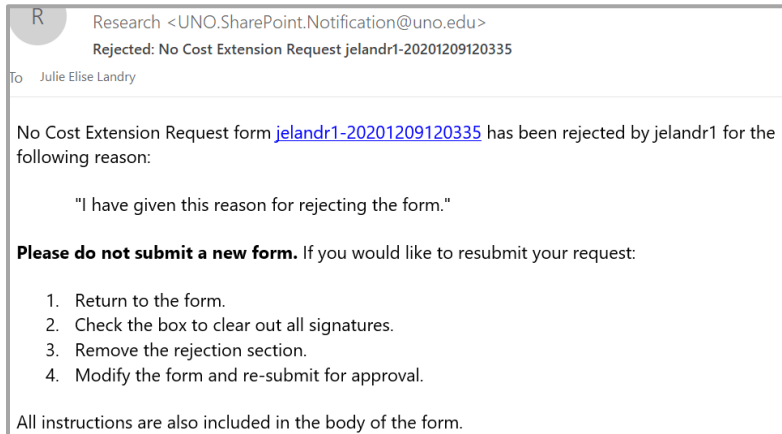 R
Research <UNO.SharePoint.Notification@uno.edu>
Rejected: No Cost Extension Request jelandr1-20201209120335
To Julie Elise Landry
No Cost Extension Request form jelandr1-20201209120335 has been rejected by jelandr1 for the
following reason:
"I have given this reason for rejecting the form."
Please do not submit a new form. If you would like to resubmit your request:
1. Return to the form.
2. Check the box to clear out all signatures.
3. Remove the rejection section.
4. Modify the form and re-submit for approval.
All instructions are also included in the body of the form.